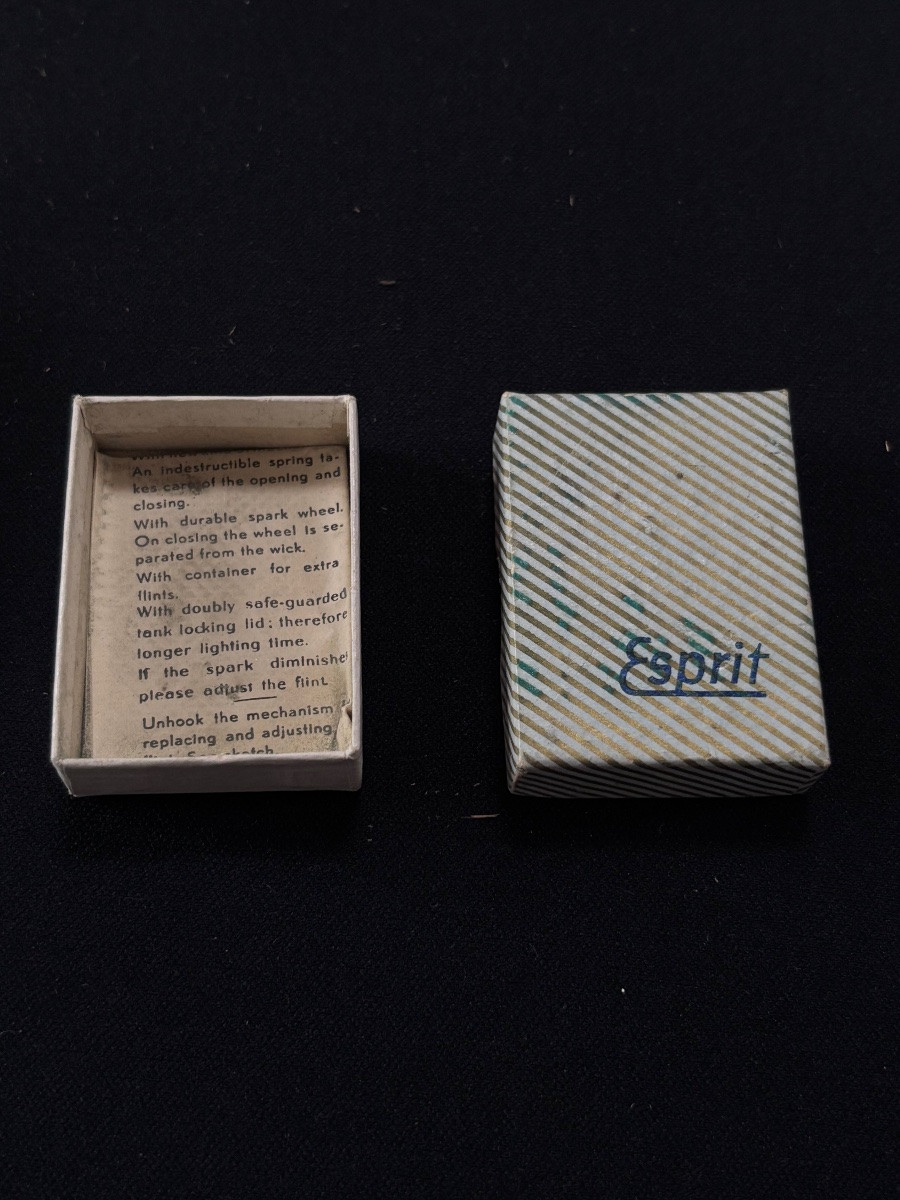 An indestructible spring ta-
kes care of the opening and
closing.
With durable spark wheel.
On closing the wheel is se-
parated from the wick.
With container for extra
flints.
With doubly safe-guarded
tank locking lid: therefore
longer lighting time.
If the spark diminishe
please adjust the flint.
Unhook the mechanism
replacing and adjusting
sketch
Esprit